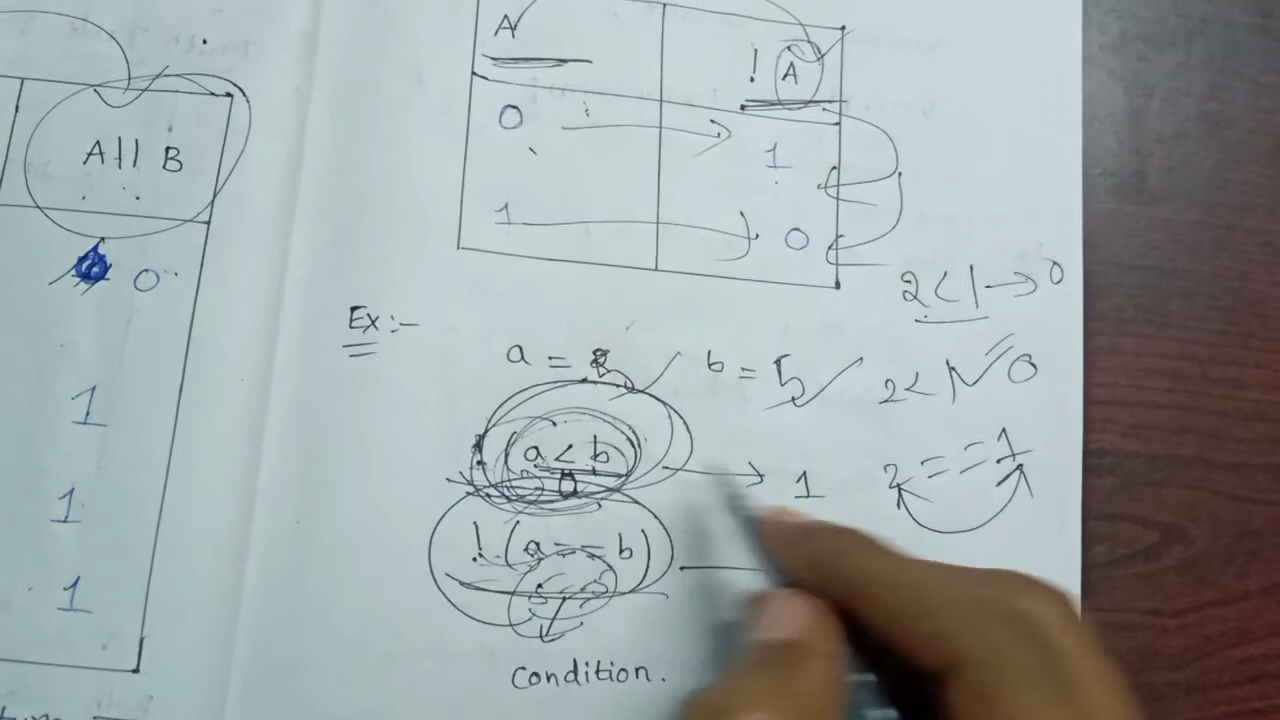 A || B
0
1
1
1
A
! A
0
1
1
0
2 < 1 → 0
Ex :-
a =
b = 5
2 < 1 0
(a < b → 1
0
2 == 1
! (a == b)
condition.